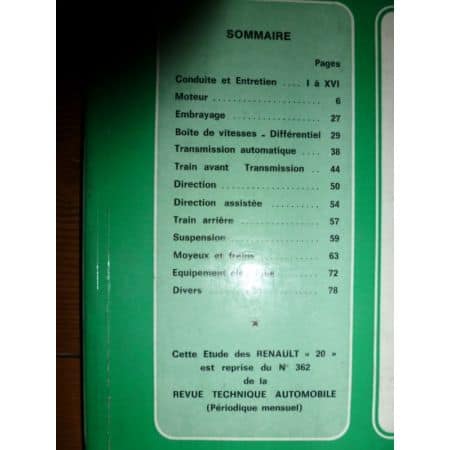 SOMMAIRE
Pages
Conduite et Entretien .... I à XVI
Moteur .................... 6
Embrayage ................ 27
Boîte de vitesses - Différentiel 29
Transmission automatique .... 38
Train avant Transmission .... 44
Direction .................. 50
Direction assistée .......... 54
Train arrière .............. 57
Suspension ................ 59
Moyeux et freins .......... 63
Equipement électrique ...... 72
Divers .................... 78
Cette Etude des RENAULT « 20 »
est reprise du N° 362
de la
REVUE TECHNIQUE AUTOMOBILE
(Périodique mensuel)